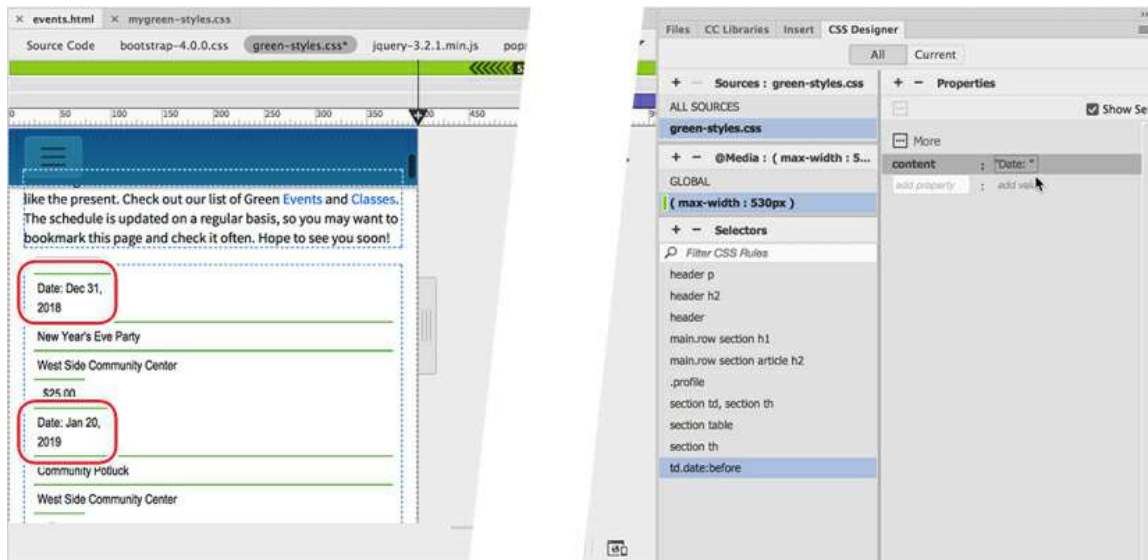 × events.html × mygreen-styles.css
Source Code bootstrap-4.0.0.css green-styles.css* jquery-3.2.1.min.js
0 50 100 150 200 250 300 350 450
like the present. Check out our list of Green Events and Classes.
The schedule is updated on a regular basis, so you may want to
bookmark this page and check it often. Hope to see you soon!
Date: Dec 31,
2018
New Year's Eve Party
West Side Community Center
$25.00
Date: Jan 20,
2019
Community Potluck
West Side Community Center
Files CC Libraries Insert CSS Designer
All Current
+ − Sources : green-styles.css
ALL SOURCES
green-styles.css
+ − @Media : ( max-width : 5...
GLOBAL
( max-width : 530px )
+ − Selectors
Filter CSS Rules
header p
header h2
header
main.row section h1
main.row section article h2
.profile
section td, section th
section table
section th
td.date:before
+ − Properties
Show Se
More
content : "Date: "
add property : add val